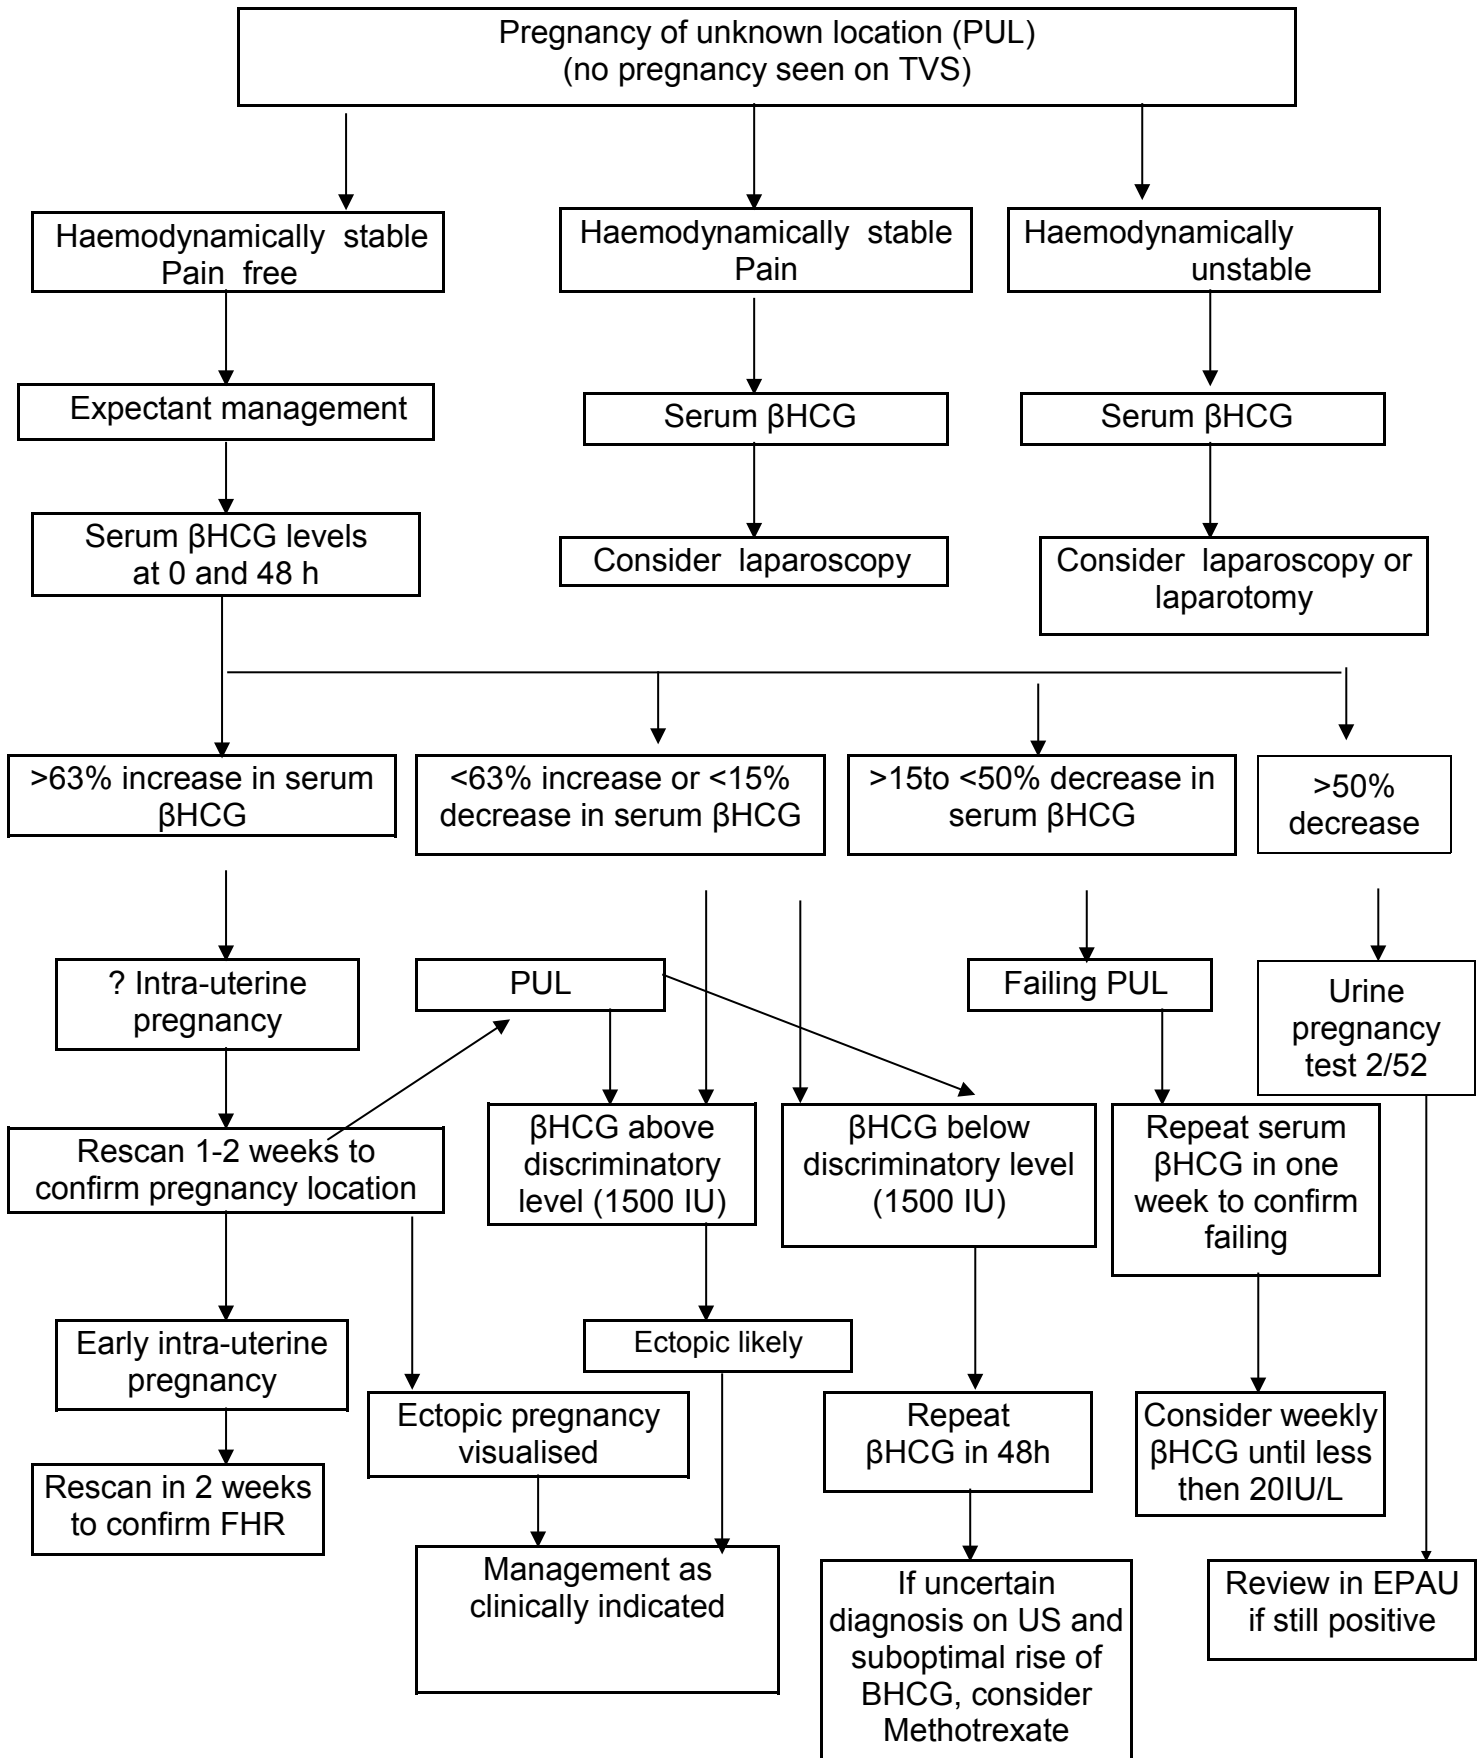 Pregnancy of unknown location (PUL)
(no pregnancy seen on TVS)
Haemodynamically stable
Pain free
Haemodynamically stable
Pain
Haemodynamically
unstable
Expectant management
Serum βHCG
Serum βHCG
Serum βHCG levels
at 0 and 48 h
Consider laparoscopy
Consider laparoscopy or
laparotomy
>63% increase in serum
βHCG
<63% increase or <15%
decrease in serum βHCG
>15to <50% decrease in
serum βHCG
>50%
decrease
? Intra-uterine
pregnancy
PUL
Failing PUL
Urine
pregnancy
test 2/52
Rescan 1-2 weeks to
confirm pregnancy location
βHCG above
discriminatory
level (1500 IU)
βHCG below
discriminatory level
(1500 IU)
Repeat serum
βHCG in one
week to confirm
failing
Early intra-uterine
pregnancy
Ectopic likely
Ectopic pregnancy
visualised
Repeat
βHCG in 48h
Consider weekly
βHCG until less
then 20IU/L
Rescan in 2 weeks
to confirm FHR
Management as
clinically indicated
If uncertain
diagnosis on US and
suboptimal rise of
BHCG, consider
Methotrexate
Review in EPAU
if still positive